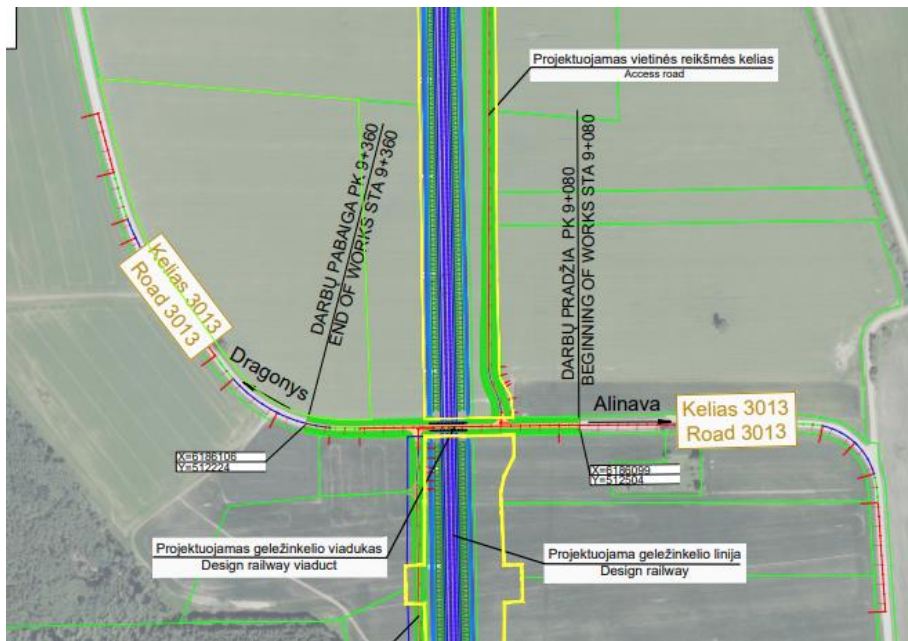 Projektuojamas vietinės reikšmės kelias
Access road
DARBŲ PABAIGA PK 9+360
END OF WORKS STA 9+360
DARBŲ PRADŽIA PK 9+080
BEGINNING OF WORKS STA 9+080
Kelias 3013
Road 3013
Dragonys
Alinava
Kelias 3013
Road 3013
X=6186106
Y=512224
X=6186099
Y=512504
Projektuojamas geležinkelio viadukas
Design railway viaduct
Projektuojama geležinkelio linija
Design railway